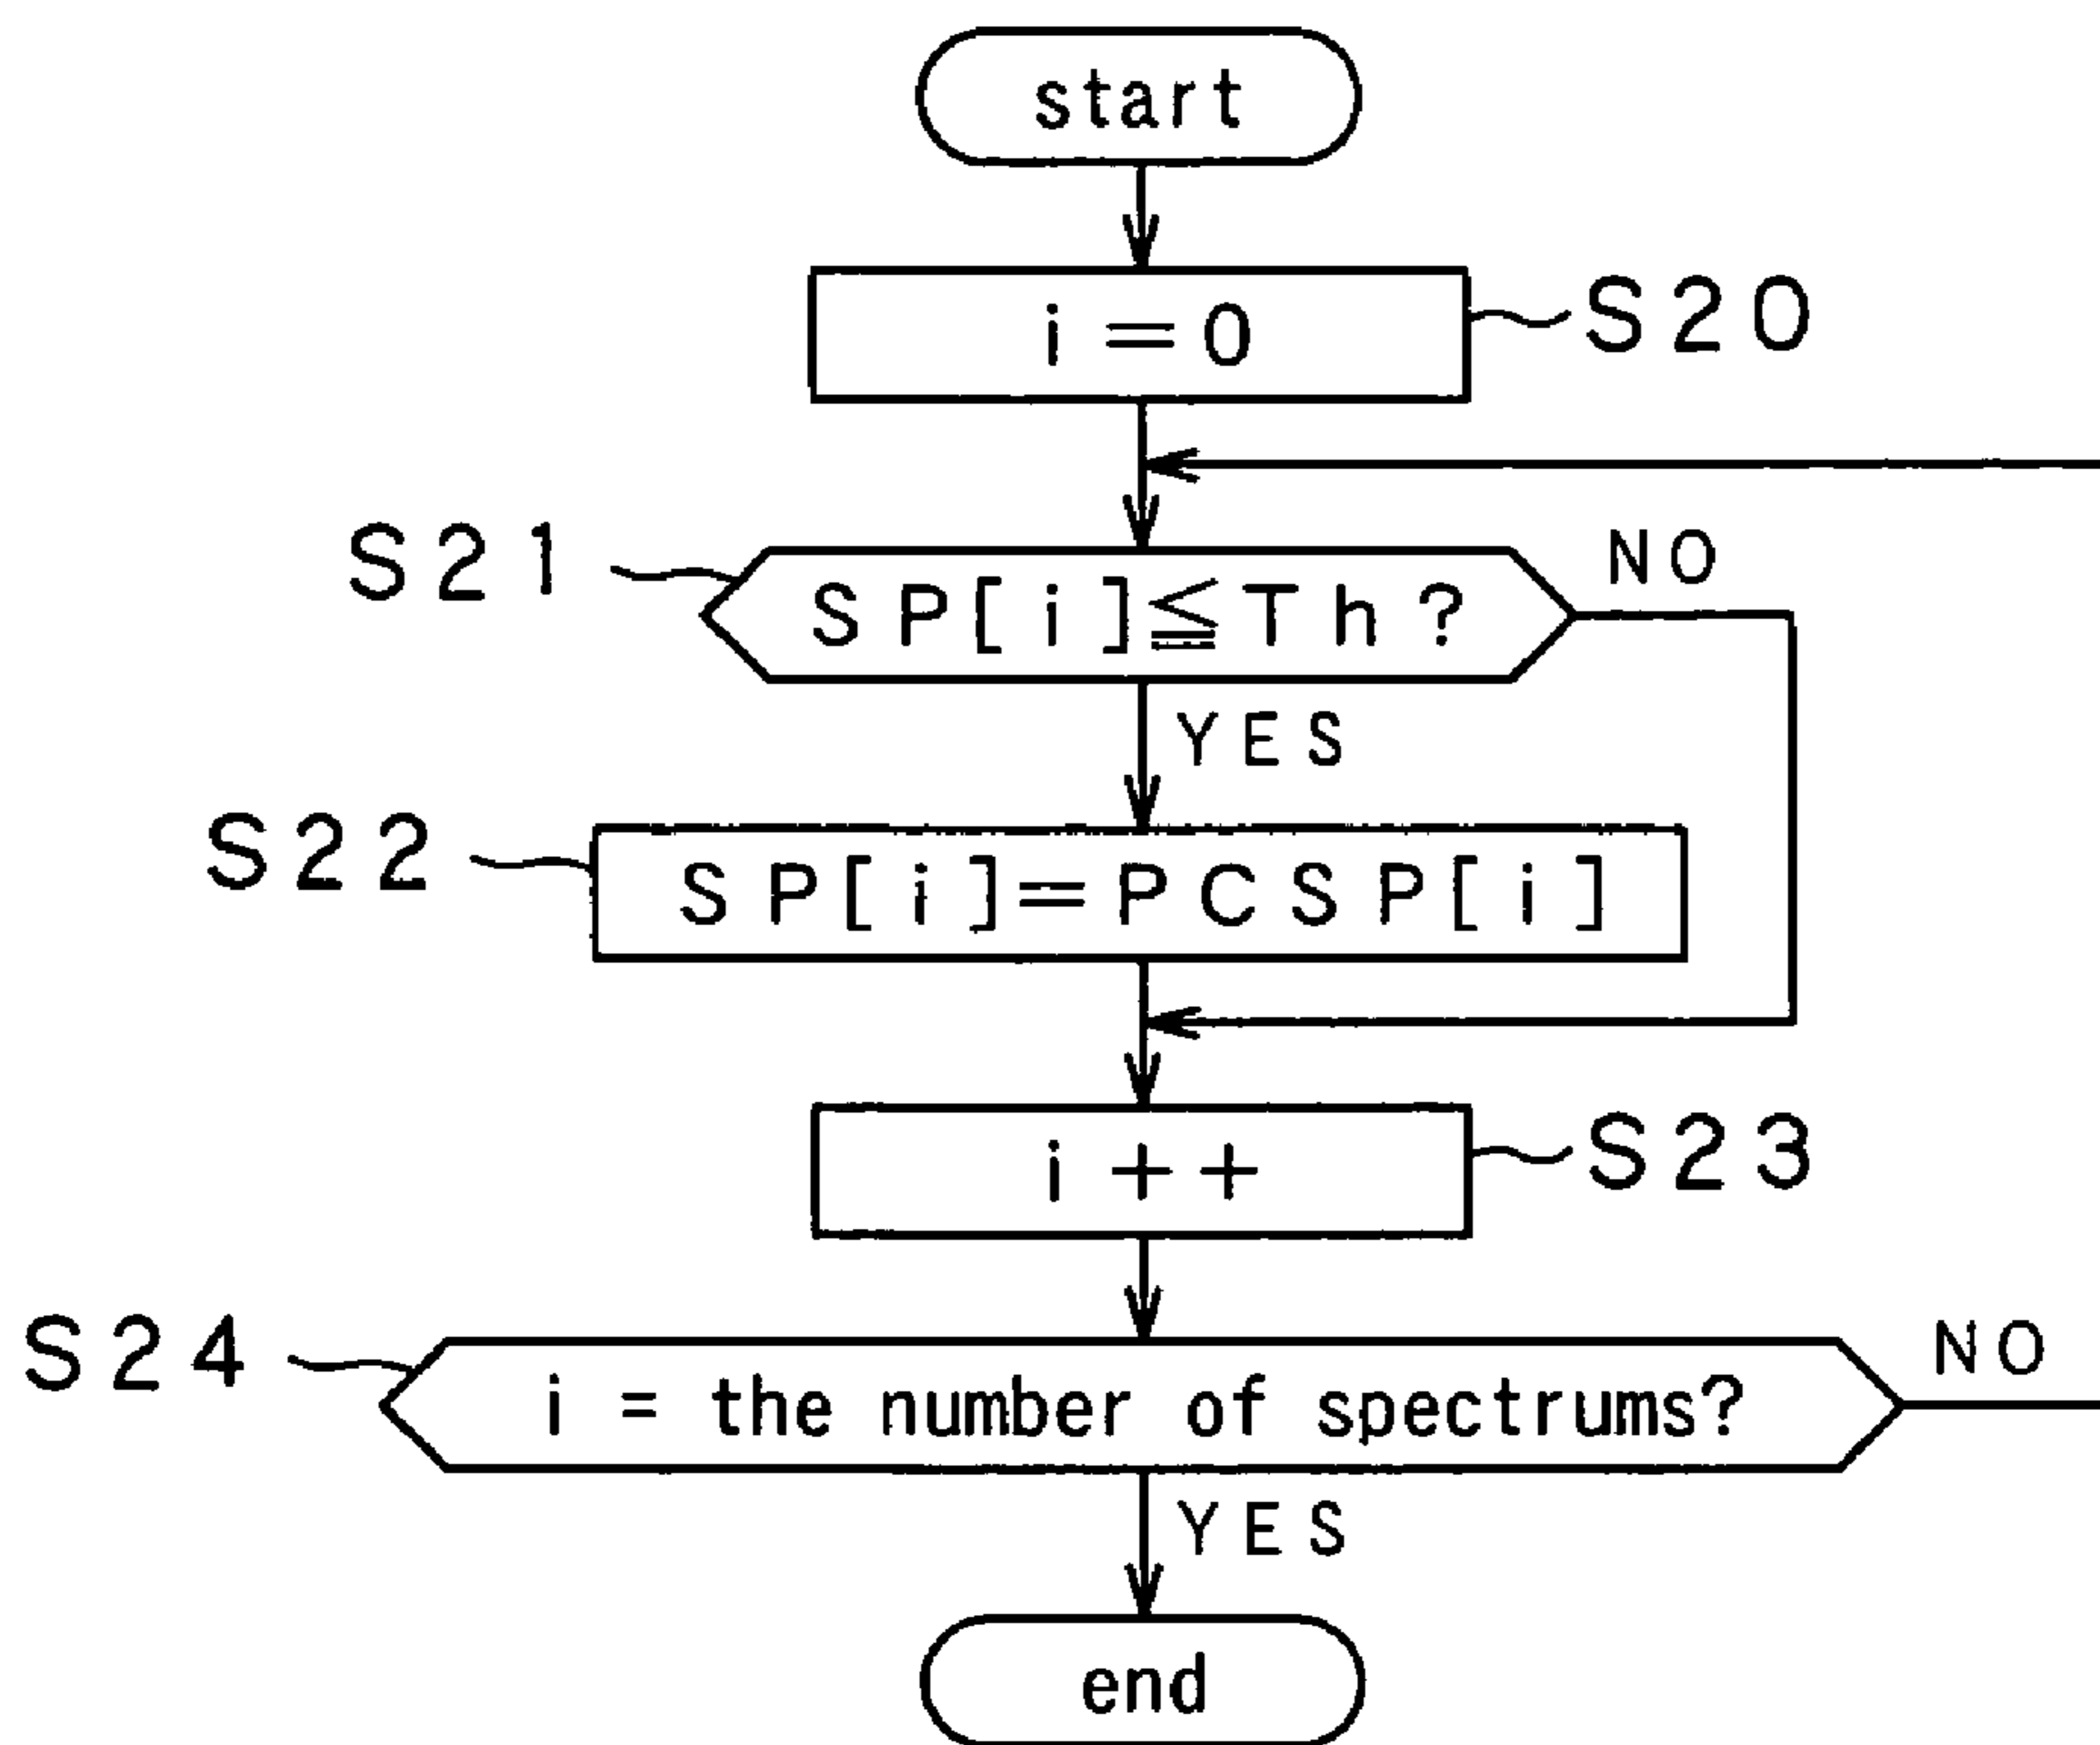 start
i=0
S20
S21
SP[i]≦Th?
NO
YES
S22
SP[i]=PCSP[i]
i++
S23
S24
i = the number of spectrums?
NO
YES
end